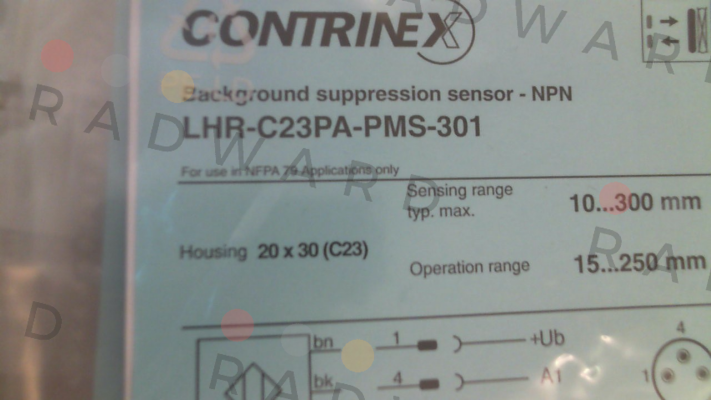 CONTRINEX
Background suppression sensor - NPN
LHR-C23PA-PMS-301
For use in NFPA 79 Applications only
Sensing range
typ. max.
10...300 mm
Housing 20 x 30 (C23)
Operation range
15...250 mm
bn
1
+Ub
4
bk
4
A1
1
RADWARD
RADWAR
RADWAR
D
RAD
RAD